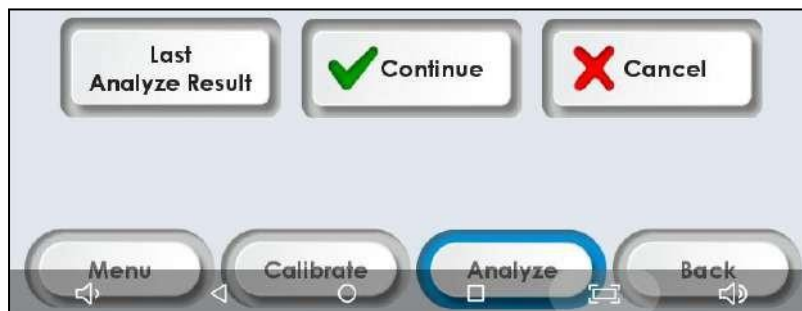 Last
Analyze Result
Continue
Cancel
Menu
Calibrate
Analyze
Back